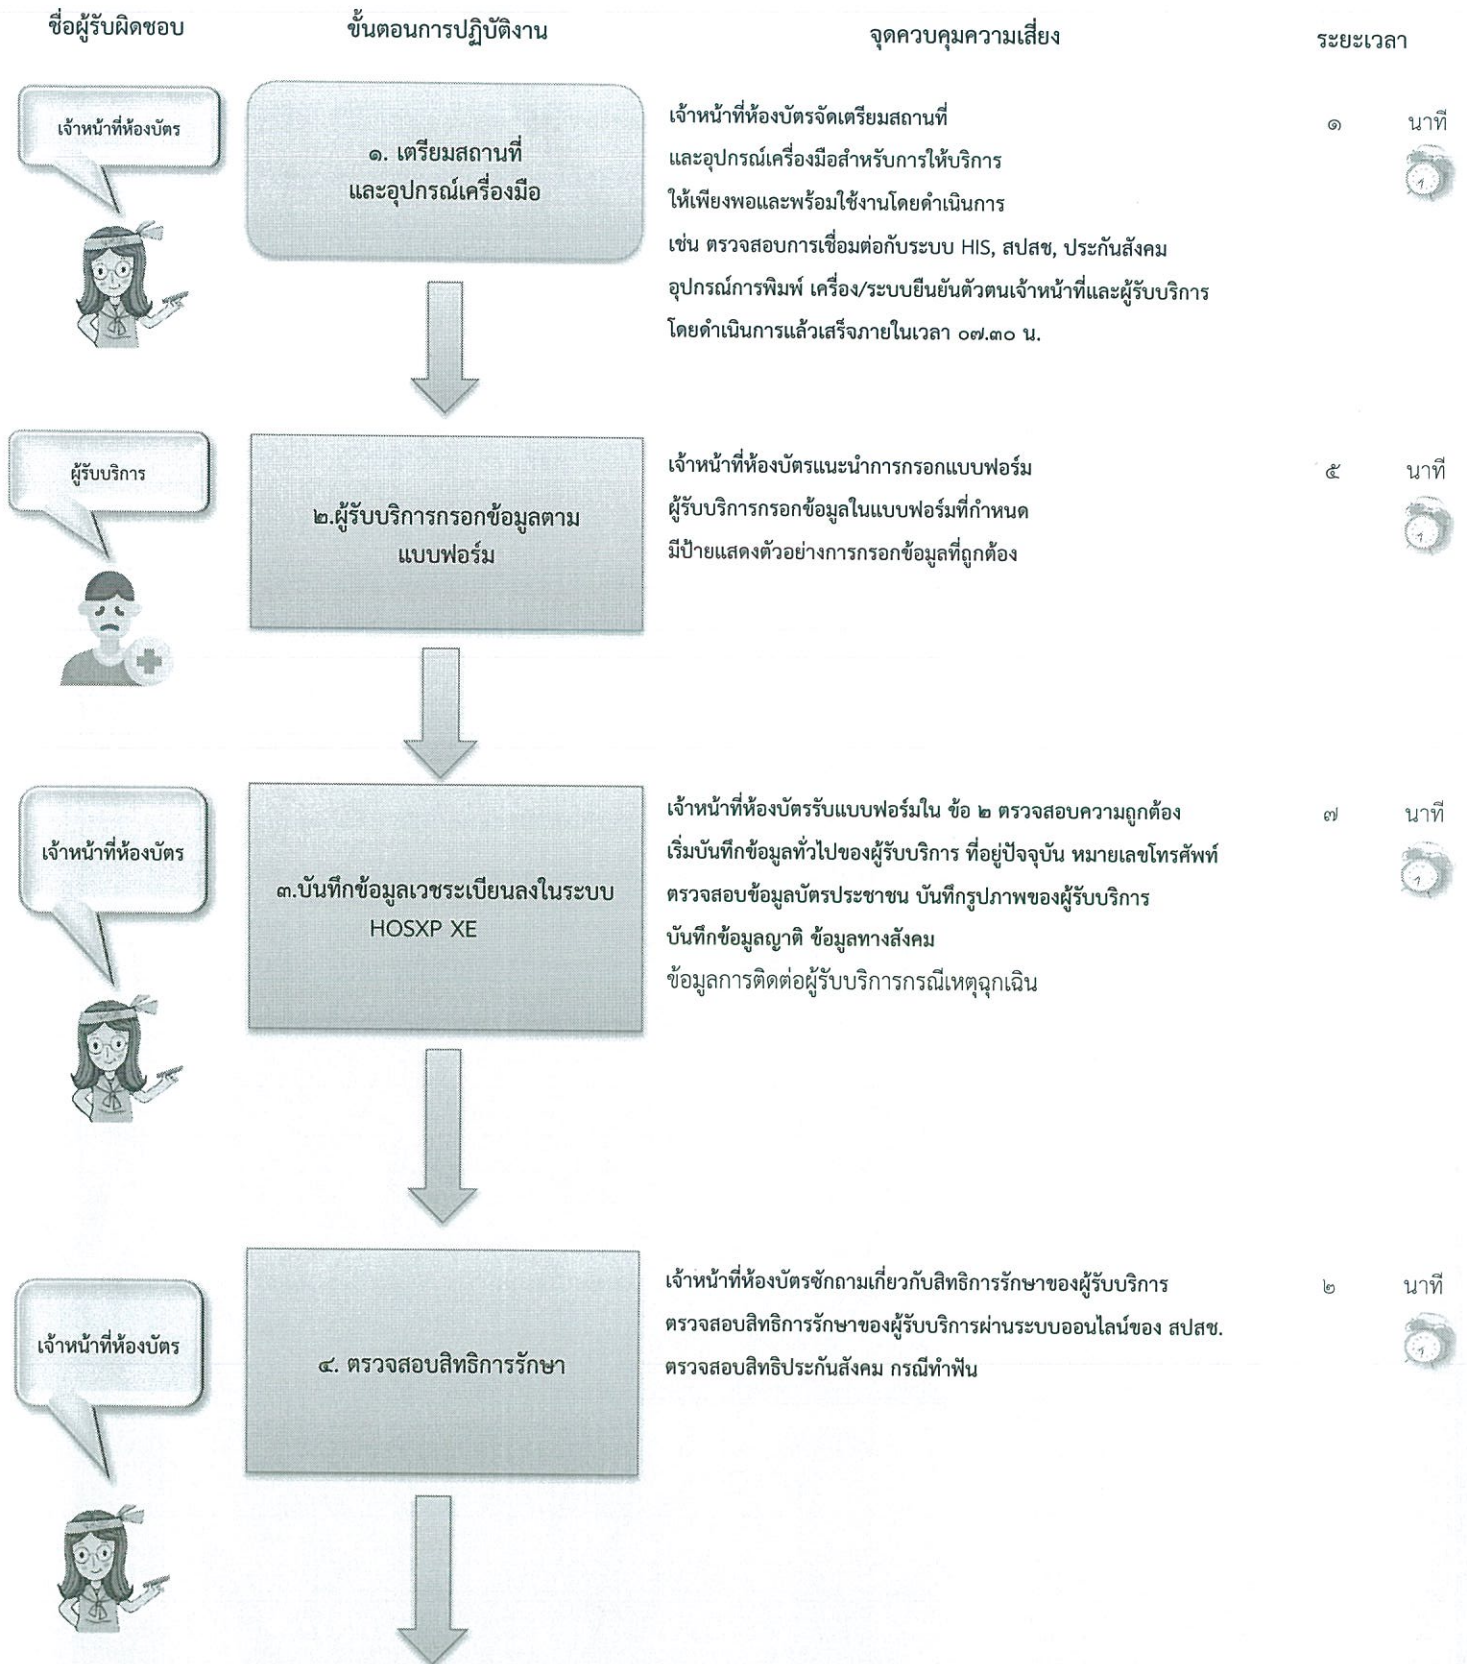 ชื่อผู้รับผิดชอบ
ขั้นตอนการปฏิบัติงาน
จุดควบคุมความเสี่ยง
ระยะเวลา
เจ้าหน้าที่ห้องบัตร
๑. เตรียมสถานที่
และอุปกรณ์เครื่องมือ
เจ้าหน้าที่ห้องบัตรจัดเตรียมสถานที่
และอุปกรณ์เครื่องมือสำหรับการให้บริการ
ให้เพียงพอและพร้อมใช้งานโดยดำเนินการ
เช่น ตรวจสอบการเชื่อมต่อกับระบบ HIS, สปสช, ประกันสังคม
อุปกรณ์การพิมพ์ เครื่อง/ระบบยืนยันตัวตนเจ้าหน้าที่และผู้รับบริการ
โดยดำเนินการแล้วเสร็จภายในเวลา ๐๗.๓๐ น.
๑ นาที
ผู้รับบริการ
๒.ผู้รับบริการกรอกข้อมูลตาม
แบบฟอร์ม
เจ้าหน้าที่ห้องบัตรแนะนำการกรอกแบบฟอร์ม
ผู้รับบริการกรอกข้อมูลในแบบฟอร์มที่กำหนด
มีป้ายแสดงตัวอย่างการกรอกข้อมูลที่ถูกต้อง
๕ นาที
เจ้าหน้าที่ห้องบัตร
๓.บันทึกข้อมูลเวชระเบียนลงในระบบ
HOSXP XE
เจ้าหน้าที่ห้องบัตรรับแบบฟอร์มใน ข้อ ๒ ตรวจสอบความถูกต้อง
เริ่มบันทึกข้อมูลทั่วไปของผู้รับบริการ ที่อยู่ปัจจุบัน หมายเลขโทรศัพท์
ตรวจสอบข้อมูลบัตรประชาชน บันทึกรูปภาพของผู้รับบริการ
บันทึกข้อมูลญาติ ข้อมูลทางสังคม
ข้อมูลการติดต่อผู้รับบริการกรณีเหตุฉุกเฉิน
๗ นาที
เจ้าหน้าที่ห้องบัตร
๔. ตรวจสอบสิทธิการรักษา
เจ้าหน้าที่ห้องบัตรซักถามเกี่ยวกับสิทธิการรักษาของผู้รับบริการ
ตรวจสอบสิทธิการรักษาของผู้รับบริการผ่านระบบออนไลน์ของ สปสช.
ตรวจสอบสิทธิประกันสังคม กรณีทำฟัน
๒ นาที